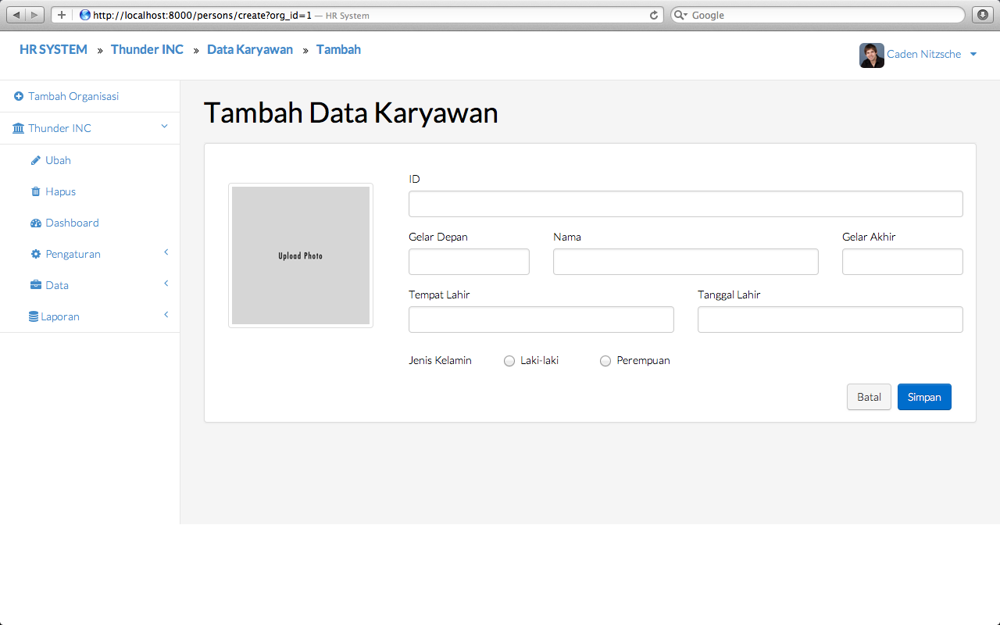 http://localhost:8000/persons/create?org_id=1 — HR System
Google
HR SYSTEM » Thunder INC » Data Karyawan » Tambah
Caden Nitzsche
Tambah Organisasi
Thunder INC
Ubah
Hapus
Dashboard
Pengaturan
Data
Laporan
Tambah Data Karyawan
Upload Photo
ID
Gelar Depan Nama Gelar Akhir
Tempat Lahir Tanggal Lahir
Jenis Kelamin Laki-laki Perempuan
Batal Simpan